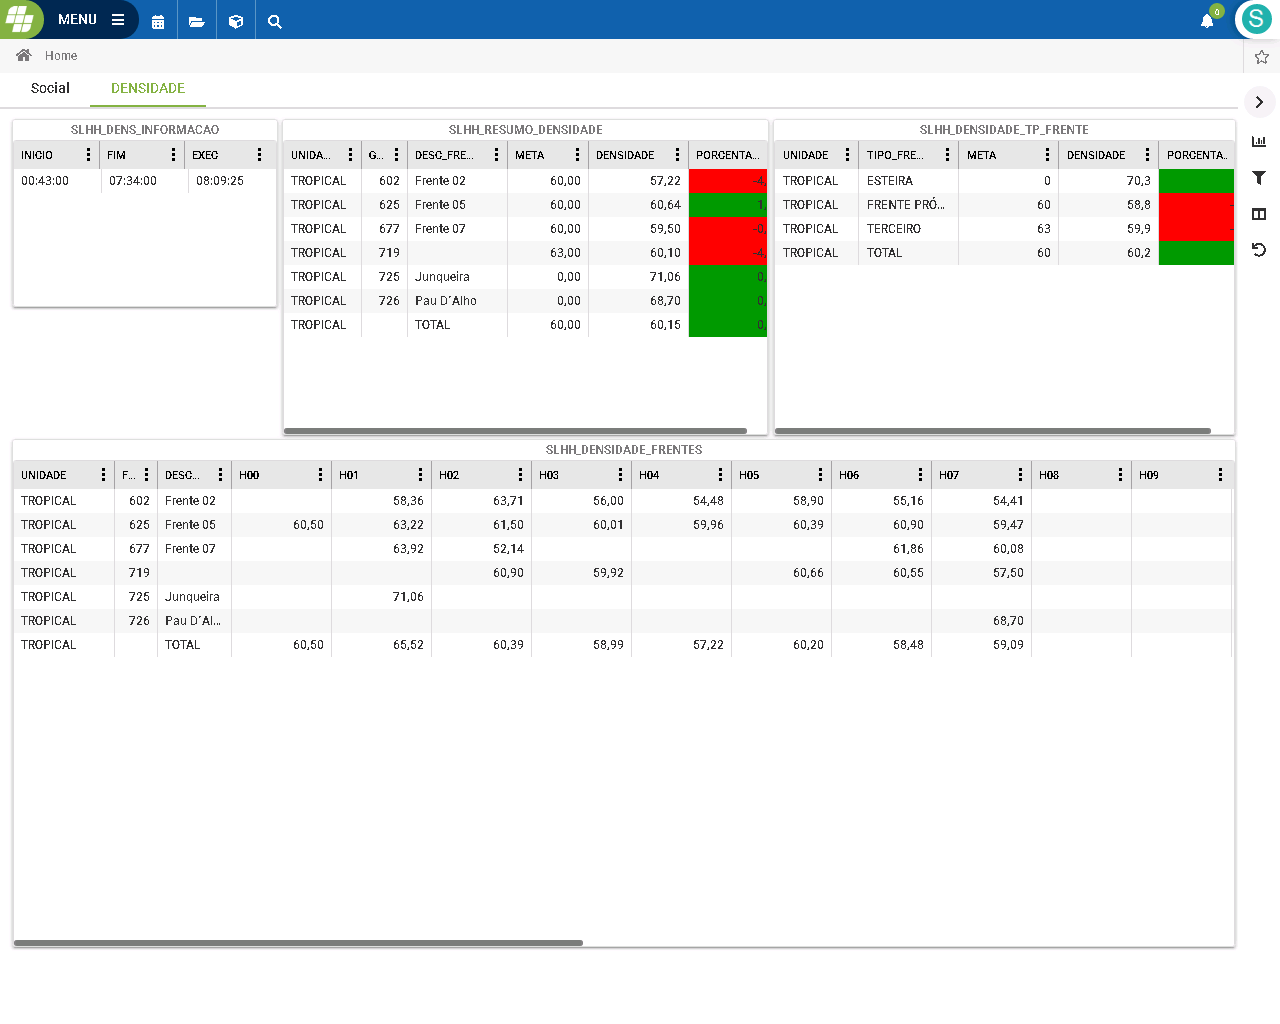 MENU
0
S
Home
Social DENSIDADE
SLHH_DENS_INFORMACAO
INICIO FIM EXEC
00:43:00 07:34:00 08:09:25
SLHH_RESUMO_DENSIDADE
UNIDA... G... DESC_FRE... META DENSIDADE PORCENTA...
TROPICAL 602 Frente 02 60,00 57,22 -4
TROPICAL 625 Frente 05 60,00 60,64 1,
TROPICAL 677 Frente 07 60,00 59,50 -0
TROPICAL 719 63,00 60,10 -4
TROPICAL 725 Junqueira 0,00 71,06 0,
TROPICAL 726 Pau D´Alho 0,00 68,70 0,
TROPICAL TOTAL 60,00 60,15 0,
SLHH_DENSIDADE_TP_FRENTE
UNIDADE TIPO_FRE... META DENSIDADE PORCENTA..
TROPICAL ESTEIRA 0 70,3
TROPICAL FRENTE PRÓ... 60 58,8
TROPICAL TERCEIRO 63 59,9
TROPICAL TOTAL 60 60,2
SLHH_DENSIDADE_FRENTES
UNIDADE F... DESC... H00 H01 H02 H03 H04 H05 H06 H07 H08 H09
TROPICAL 602 Frente 02 58,36 63,71 56,00 54,48 58,90 55,16 54,41
TROPICAL 625 Frente 05 60,50 63,22 61,50 60,01 59,96 60,39 60,90 59,47
TROPICAL 677 Frente 07 63,92 52,14 61,86 60,08
TROPICAL 719 60,90 59,92 60,66 60,55 57,50
TROPICAL 725 Junqueira 71,06
TROPICAL 726 Pau D´Al... 68,70
TROPICAL TOTAL 60,50 65,52 60,39 58,99 57,22 60,20 58,48 59,09